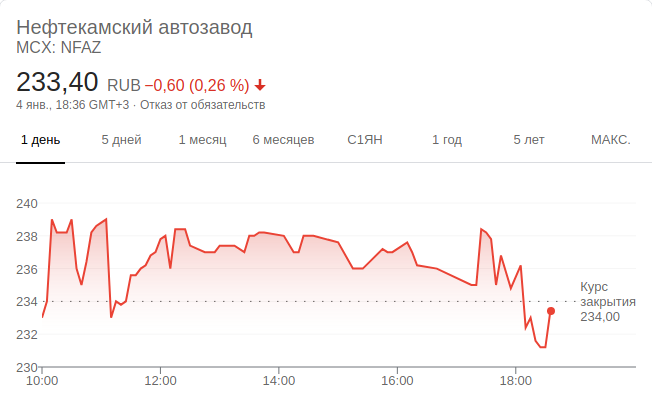 Нефтекамский автозавод
MCX: NFAZ
233,40 RUB −0,60 (0,26 %)
4 янв., 18:36 GMT+3 · Отказ от обязательств
1 день 5 дней 1 месяц 6 месяцев С1ЯН 1 год 5 лет МАКС.
240
238
236
Курс
234 закрытия
234,00
232
230
10:00 12:00 14:00 16:00 18:00